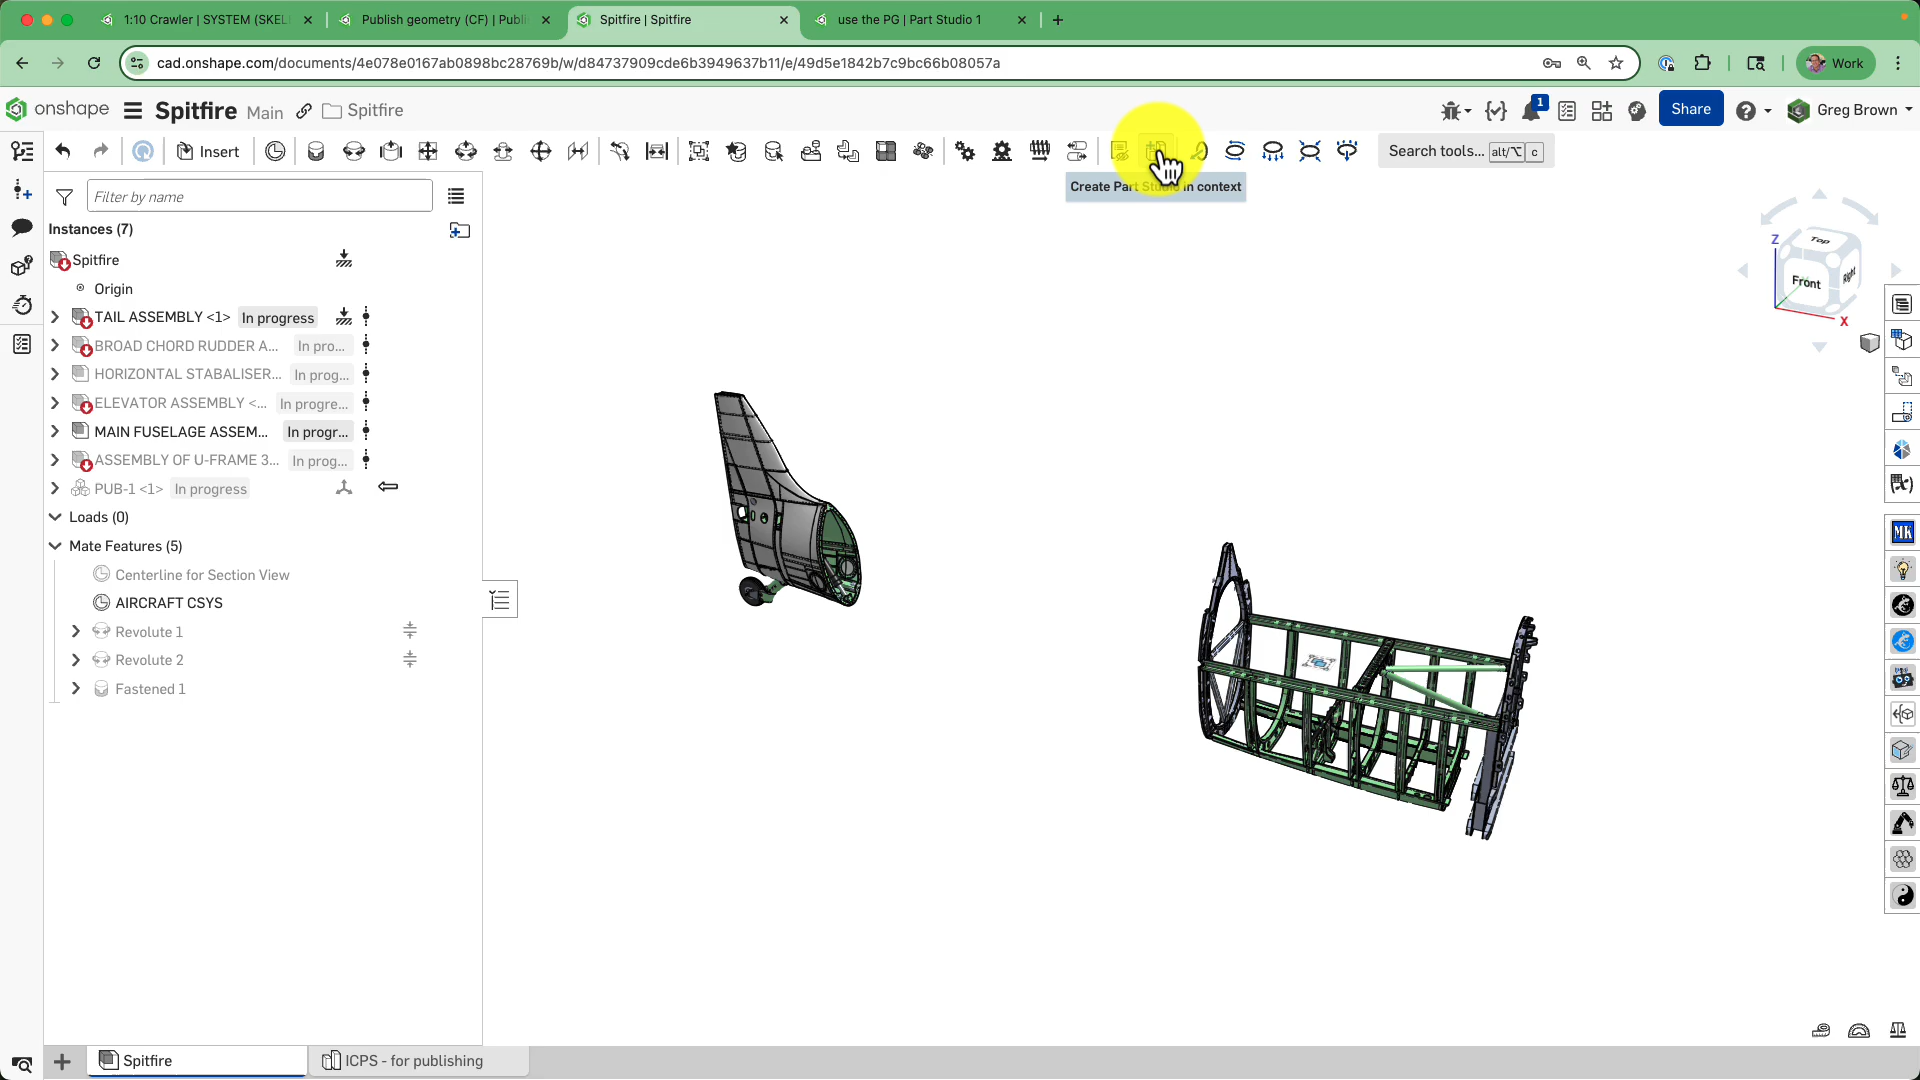 1:10 Crawler | SYSTEM (SKEL
Publish geometry (CF) | Publi
Spitfire | Spitfire
use the PG | Part Studio 1
cad.onshape.com/documents/4e078e0167ab0898bc28769b/w/d84737909cde6b3949637b11/e/49d5e1842b7c9bc66b08057a
Work
onshape
Spitfire Main
Spitfire
1
Share
Greg Brown
Insert
Search tools... alt/⌥ c
Create Part Studio in context
Filter by name
Instances (7)
Spitfire
Origin
TAIL ASSEMBLY <1> In progress
BROAD CHORD RUDDER A... In pro...
HORIZONTAL STABALISER... In prog...
ELEVATOR ASSEMBLY <... In progre...
MAIN FUSELAGE ASSEM... In progr...
ASSEMBLY OF U-FRAME 3... In prog...
PUB-1 <1> In progress
Loads (0)
Mate Features (5)
Centerline for Section View
AIRCRAFT CSYS
Revolute 1
Revolute 2
Fastened 1
Z
Top
Front
Right
X
MK
Spitfire
ICPS - for publishing